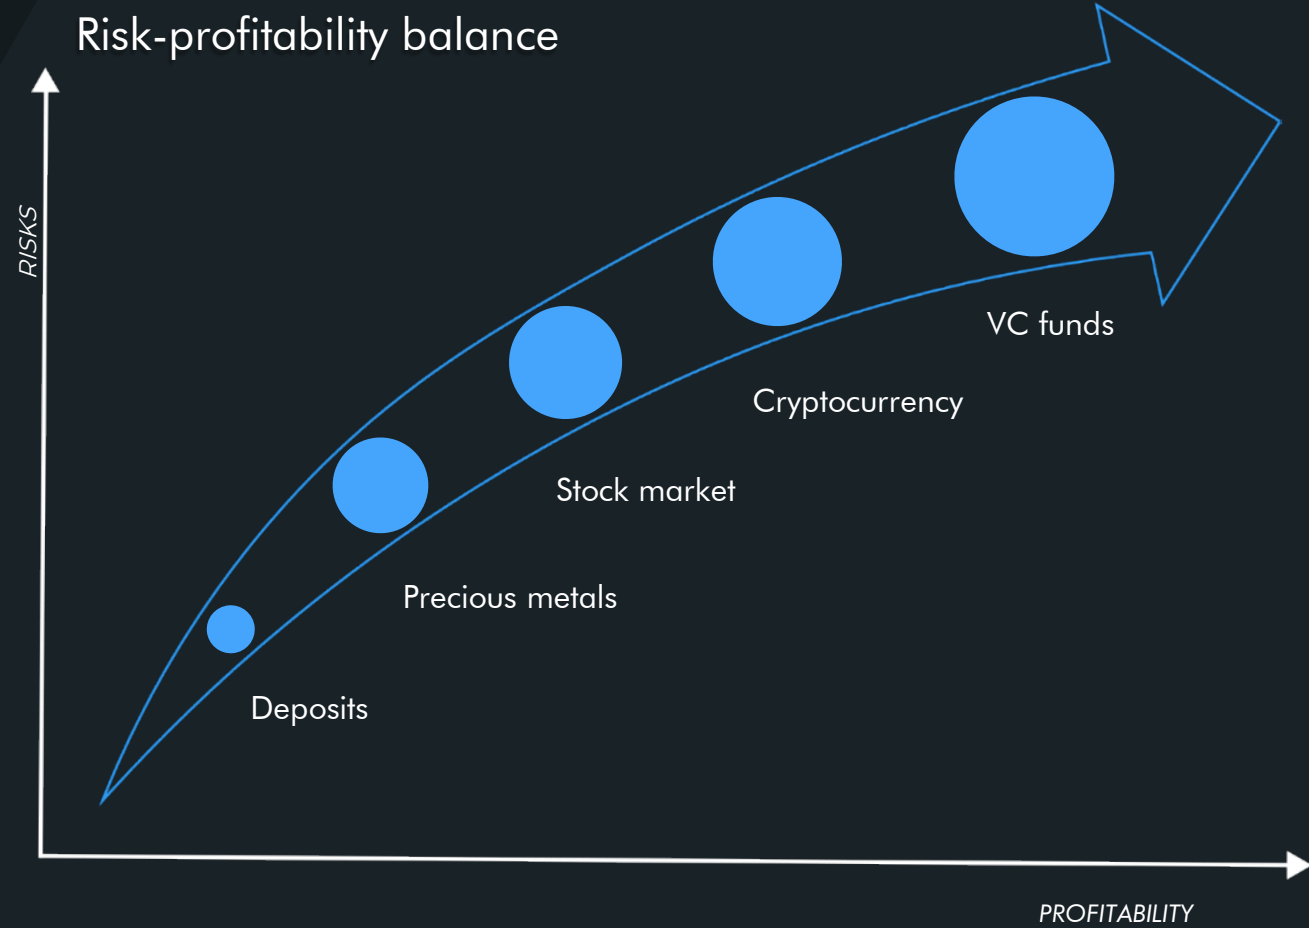 Risk-profitability balance
RISKS
VC funds
Cryptocurrency
Stock market
Precious metals
Deposits
PROFITABILITY